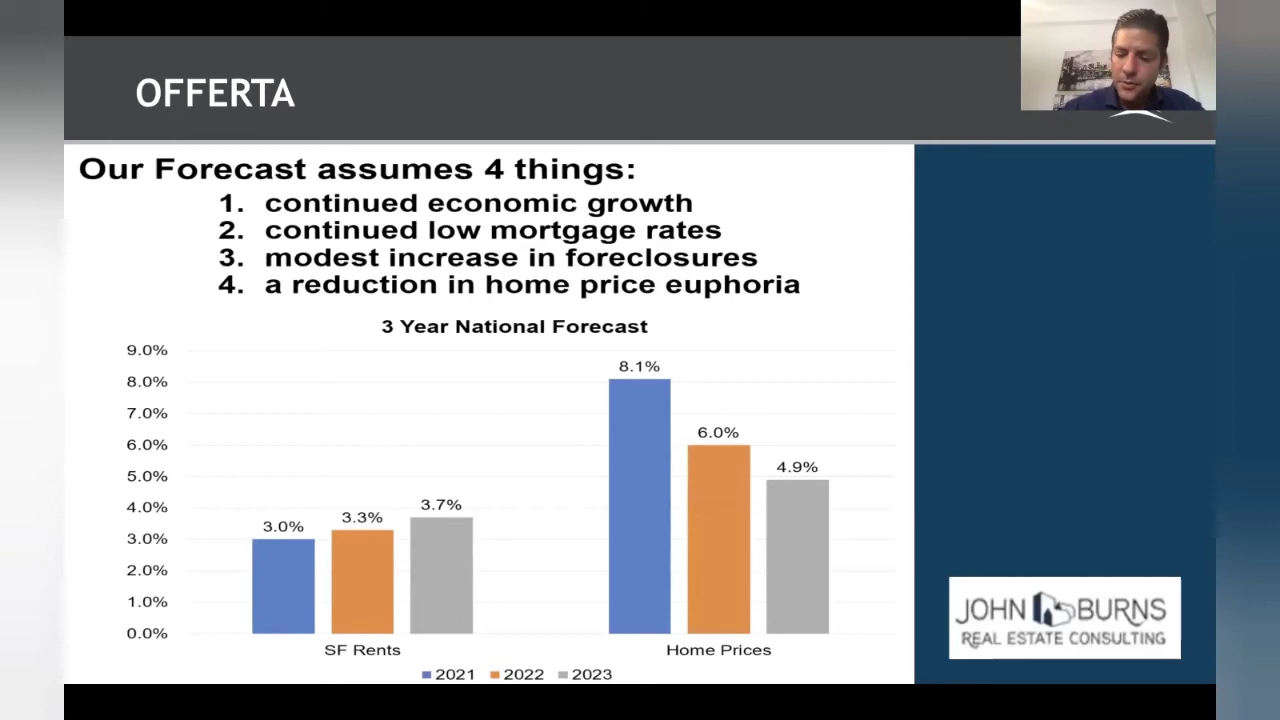 OFFERTA
Our Forecast assumes 4 things:
1. continued economic growth
2. continued low mortgage rates
3. modest increase in foreclosures
4. a reduction in home price euphoria
3 Year National Forecast
9.0%
8.0%
7.0%
6.0%
5.0%
4.0%
3.0%
2.0%
1.0%
0.0%
3.0%
3.3%
3.7%
8.1%
6.0%
4.9%
SF Rents
Home Prices
2021 2022 2023
JOHN BURNS
REAL ESTATE CONSULTING